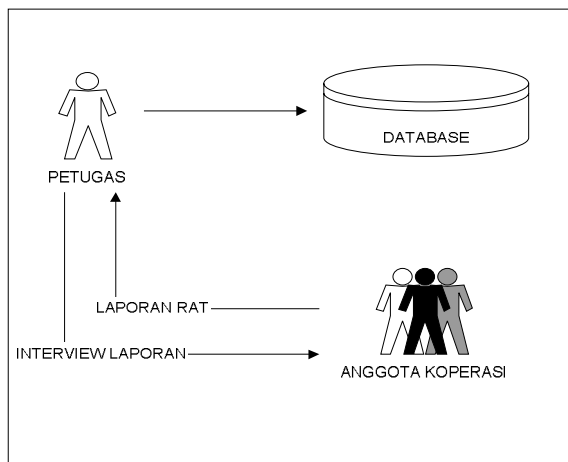 DATABASE
PETUGAS
LAPORAN RAT
INTERVIEW LAPORAN
ANGGOTA KOPERASI